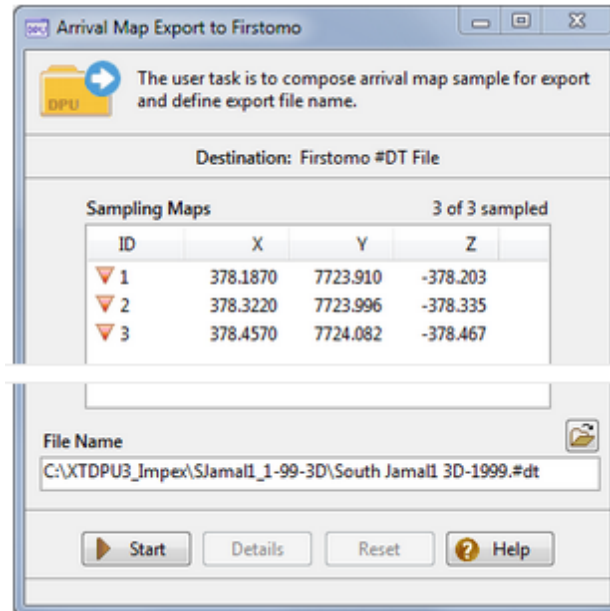 Arrival Map Export to Firstomo
The user task is to compose arrival map sample for export
and define export file name.
DPU
Destination: Firstomo #DT File
Sampling Maps 3 of 3 sampled
ID X Y Z
1 378.1870 7723.910 -378.203
2 378.3220 7723.996 -378.335
3 378.4570 7724.082 -378.467
File Name
C:\XTDPU3_Impex\SJamal1_1-99-3D\South Jamal1 3D-1999.#dt
Start Details Reset Help